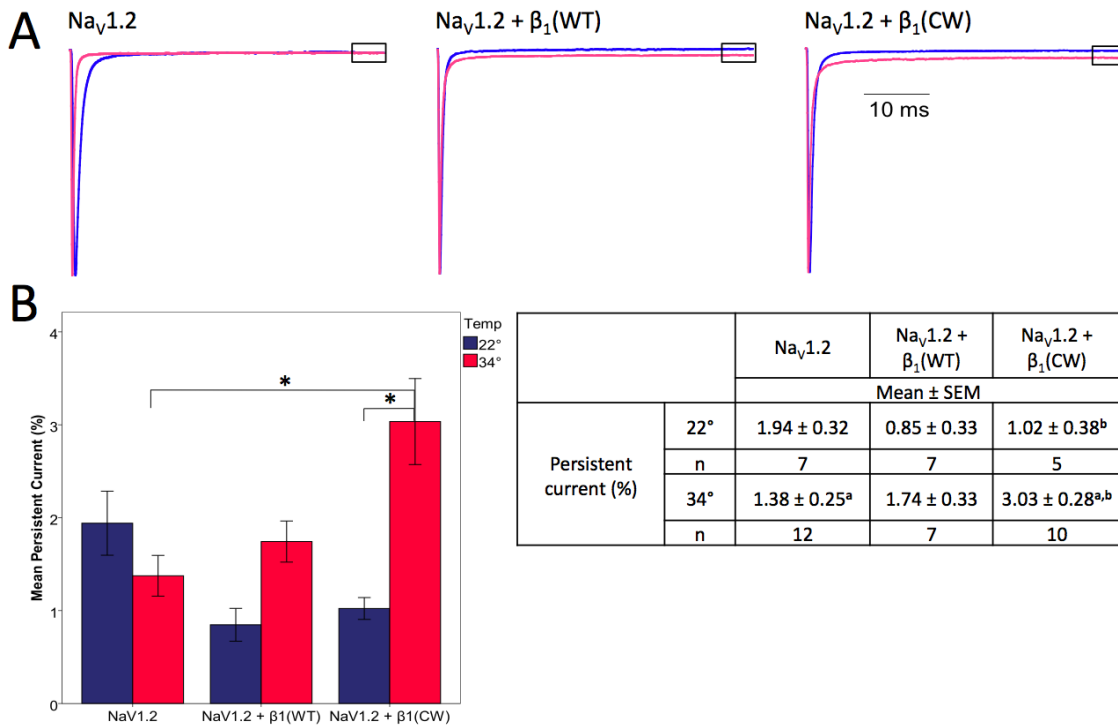 A
Naᵥ1.2
Naᵥ1.2 + β₁(WT)
Naᵥ1.2 + β₁(CW)
10 ms
B
Temp
22°
34°
*
*
Mean Persistent Current (%)
4
3
2
1
0
NaV1.2
NaV1.2 + β1(WT)
NaV1.2 + β1(CW)
Naᵥ1.2 Naᵥ1.2 + β₁(WT) Naᵥ1.2 + β₁(CW)
Mean ± SEM
Persistent current (%)
22° 1.94 ± 0.32 0.85 ± 0.33 1.02 ± 0.38ᵇ
n 7 7 5
34° 1.38 ± 0.25ᵃ 1.74 ± 0.33 3.03 ± 0.28ᵃ,ᵇ
n 12 7 10